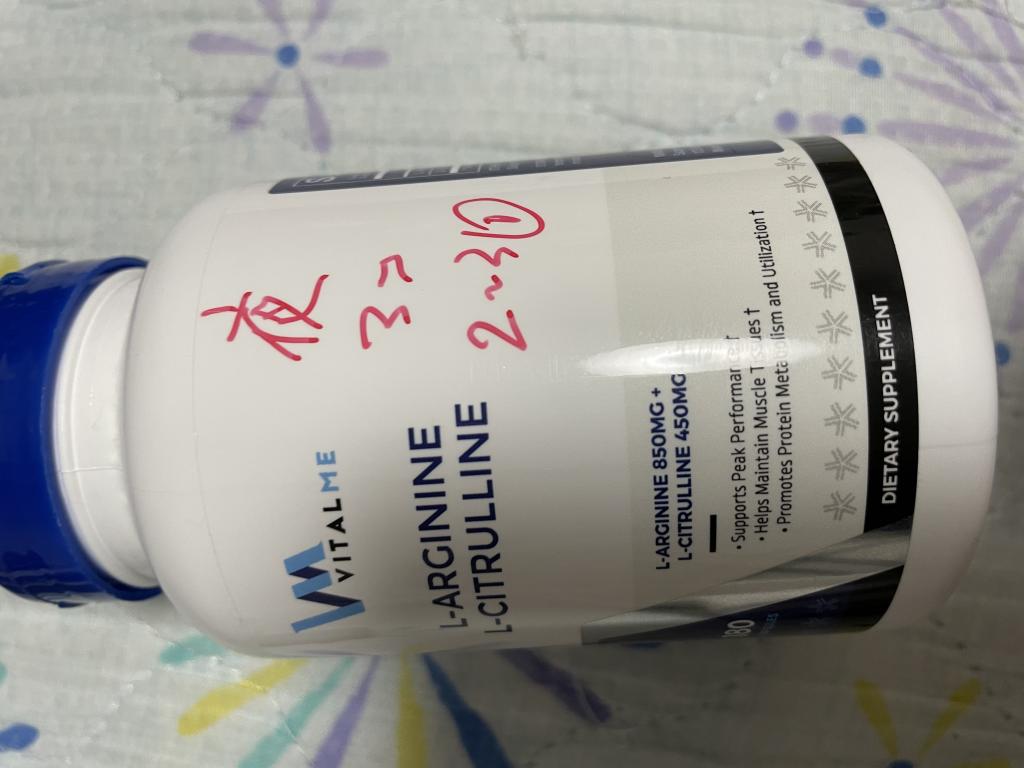 VITALME
L-ARGININE
L-CITRULLINE
夜
3つ
2~3①
L-ARGININE 850MG +
L-CITRULLINE 450MG
• Supports Peak Performance†
• Helps Maintain Muscle Tissues†
• Promotes Protein Metabolism and Utilization†
DIETARY SUPPLEMENT